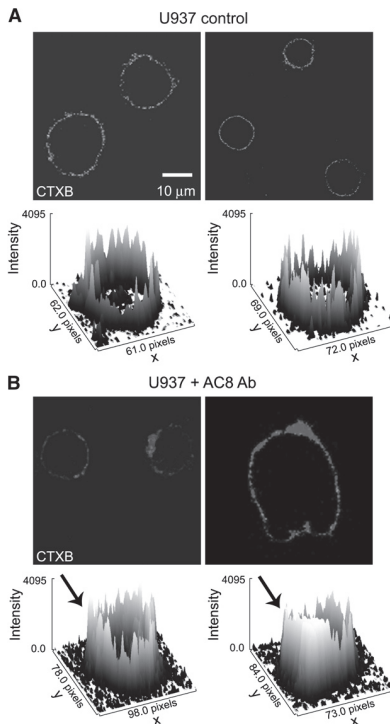 A
U937 control
CTXB
10 μm
Intensity
4095
0.0
62.0 pixels
y
61.0 pixels
x
Intensity
4095
0.0
69.0 pixels
y
72.0 pixels
x
B
U937 + AC8 Ab
CTXB
Intensity
4095
0.0
78.0 pixels
y
98.0 pixels
x
Intensity
4095
0.0
84.0 pixels
y
73.0 pixels
x